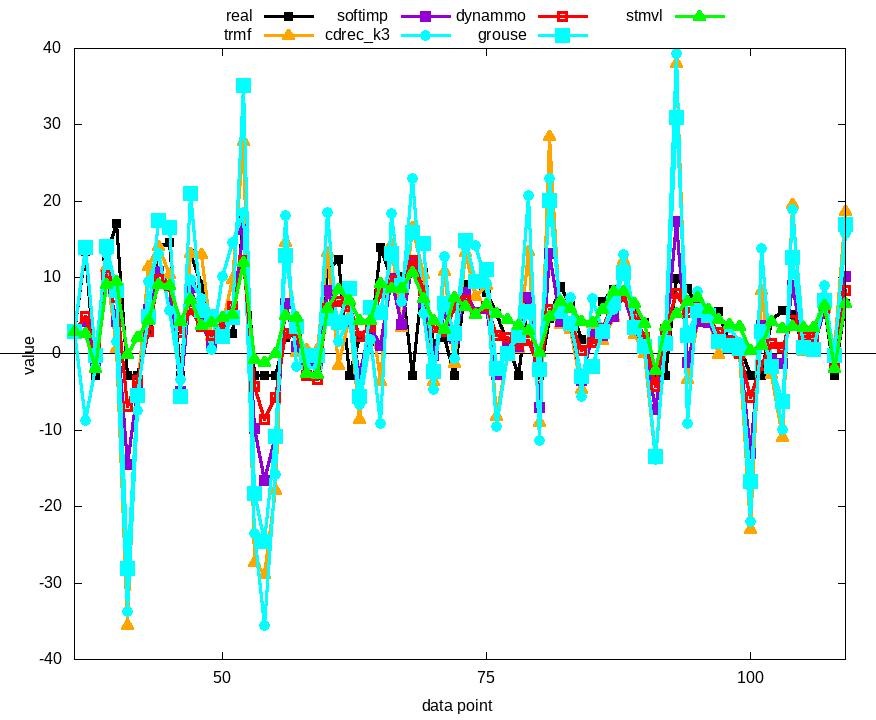 real softimp dynammo stmvl
trmf cdrec_k3 grouse
40
30
20
10
0
-10
-20
-30
-40
value
50 75 100
data point